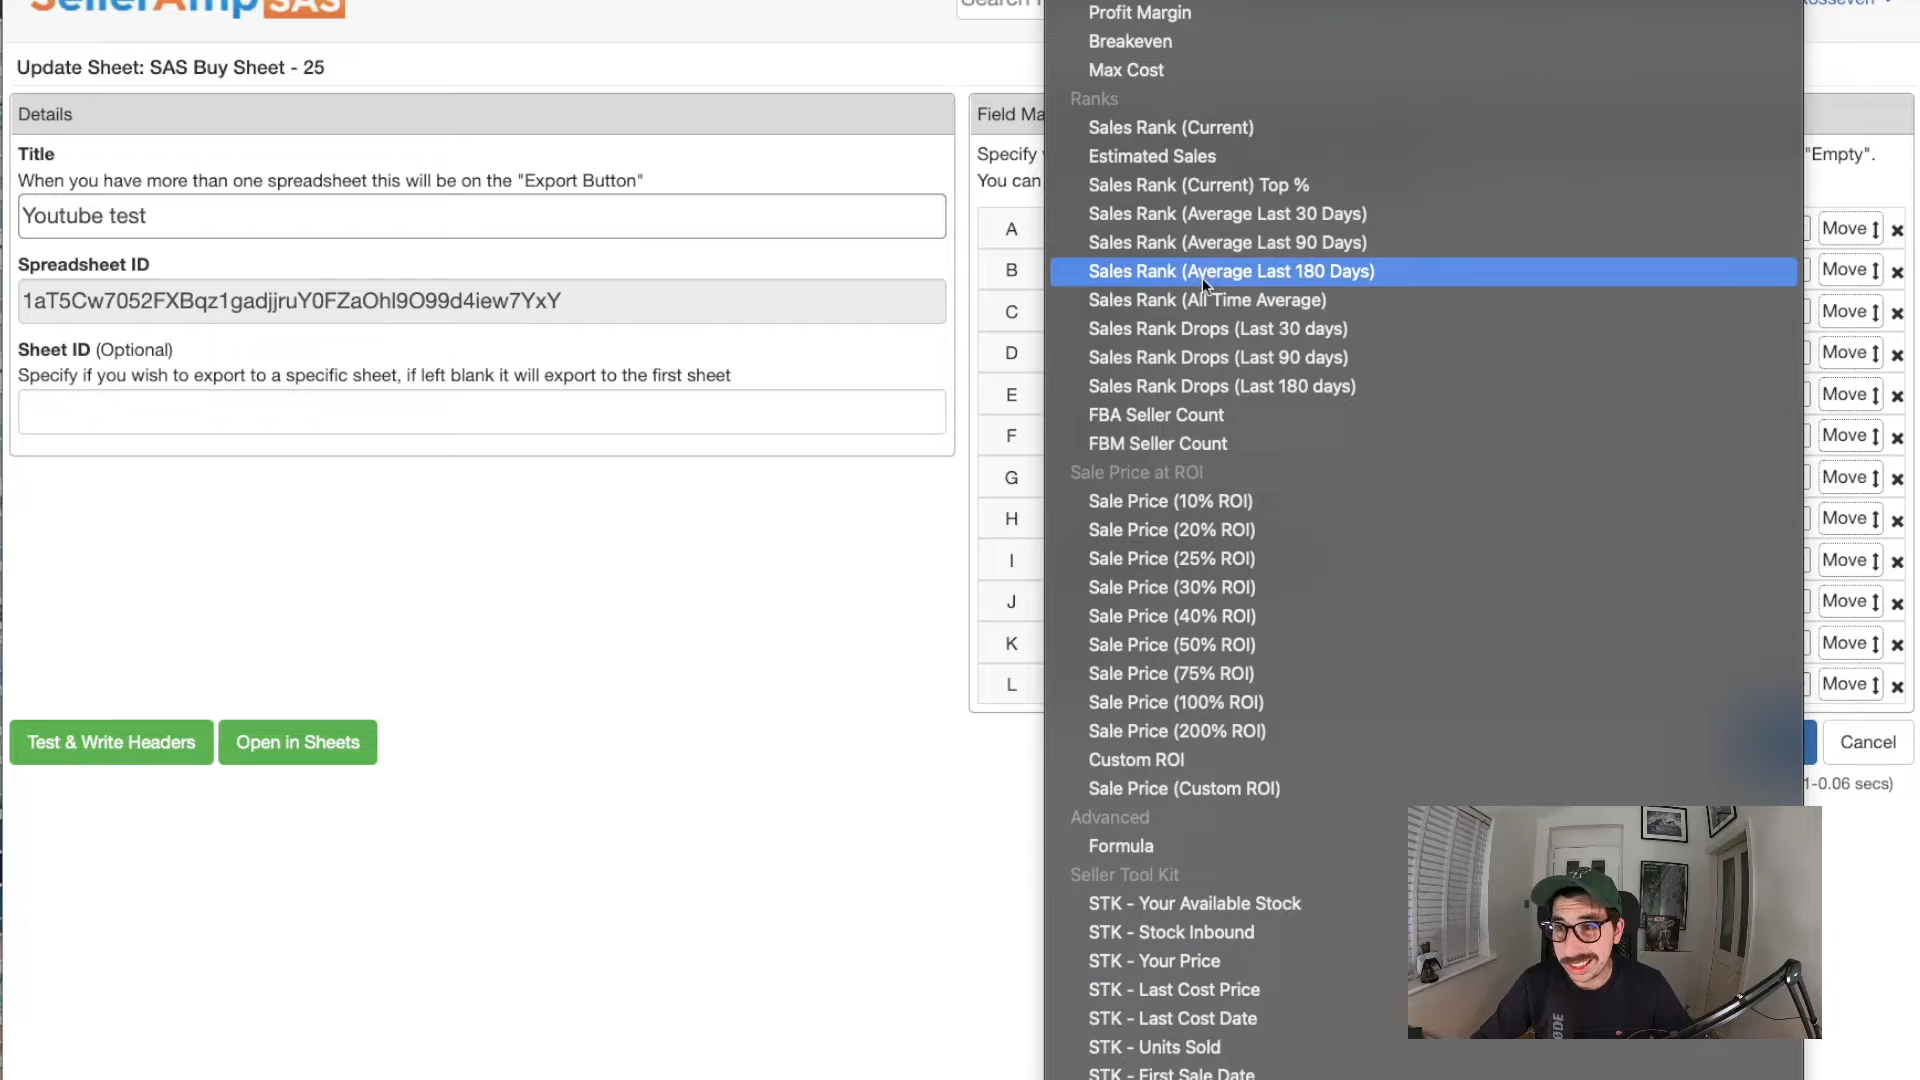 SellerAmp SAS
Update Sheet: SAS Buy Sheet - 25
Details
Title
When you have more than one spreadsheet this will be on the "Export Button"
Youtube test
Spreadsheet ID
1aT5Cw7052FXBqz1gadjjruY0FZaOhl9O99d4iew7YxY
Sheet ID (Optional)
Specify if you wish to export to a specific sheet, if left blank it will export to the first sheet
Test & Write Headers
Open in Sheets
Field Ma
Specify
"Empty".
You can
A
Move
B
Move
C
Move
D
Move
E
Move
F
Move
G
Move
H
Move
I
Move
J
Move
K
Move
L
Move
Cancel
1-0.06 secs)
Profit Margin
Breakeven
Max Cost
Ranks
Sales Rank (Current)
Estimated Sales
Sales Rank (Current) Top %
Sales Rank (Average Last 30 Days)
Sales Rank (Average Last 90 Days)
Sales Rank (Average Last 180 Days)
Sales Rank (All Time Average)
Sales Rank Drops (Last 30 days)
Sales Rank Drops (Last 90 days)
Sales Rank Drops (Last 180 days)
FBA Seller Count
FBM Seller Count
Sale Price at ROI
Sale Price (10% ROI)
Sale Price (20% ROI)
Sale Price (25% ROI)
Sale Price (30% ROI)
Sale Price (40% ROI)
Sale Price (50% ROI)
Sale Price (75% ROI)
Sale Price (100% ROI)
Sale Price (200% ROI)
Custom ROI
Sale Price (Custom ROI)
Advanced
Formula
Seller Tool Kit
STK - Your Available Stock
STK - Stock Inbound
STK - Your Price
STK - Last Cost Price
STK - Last Cost Date
STK - Units Sold
STK - First Sale Date